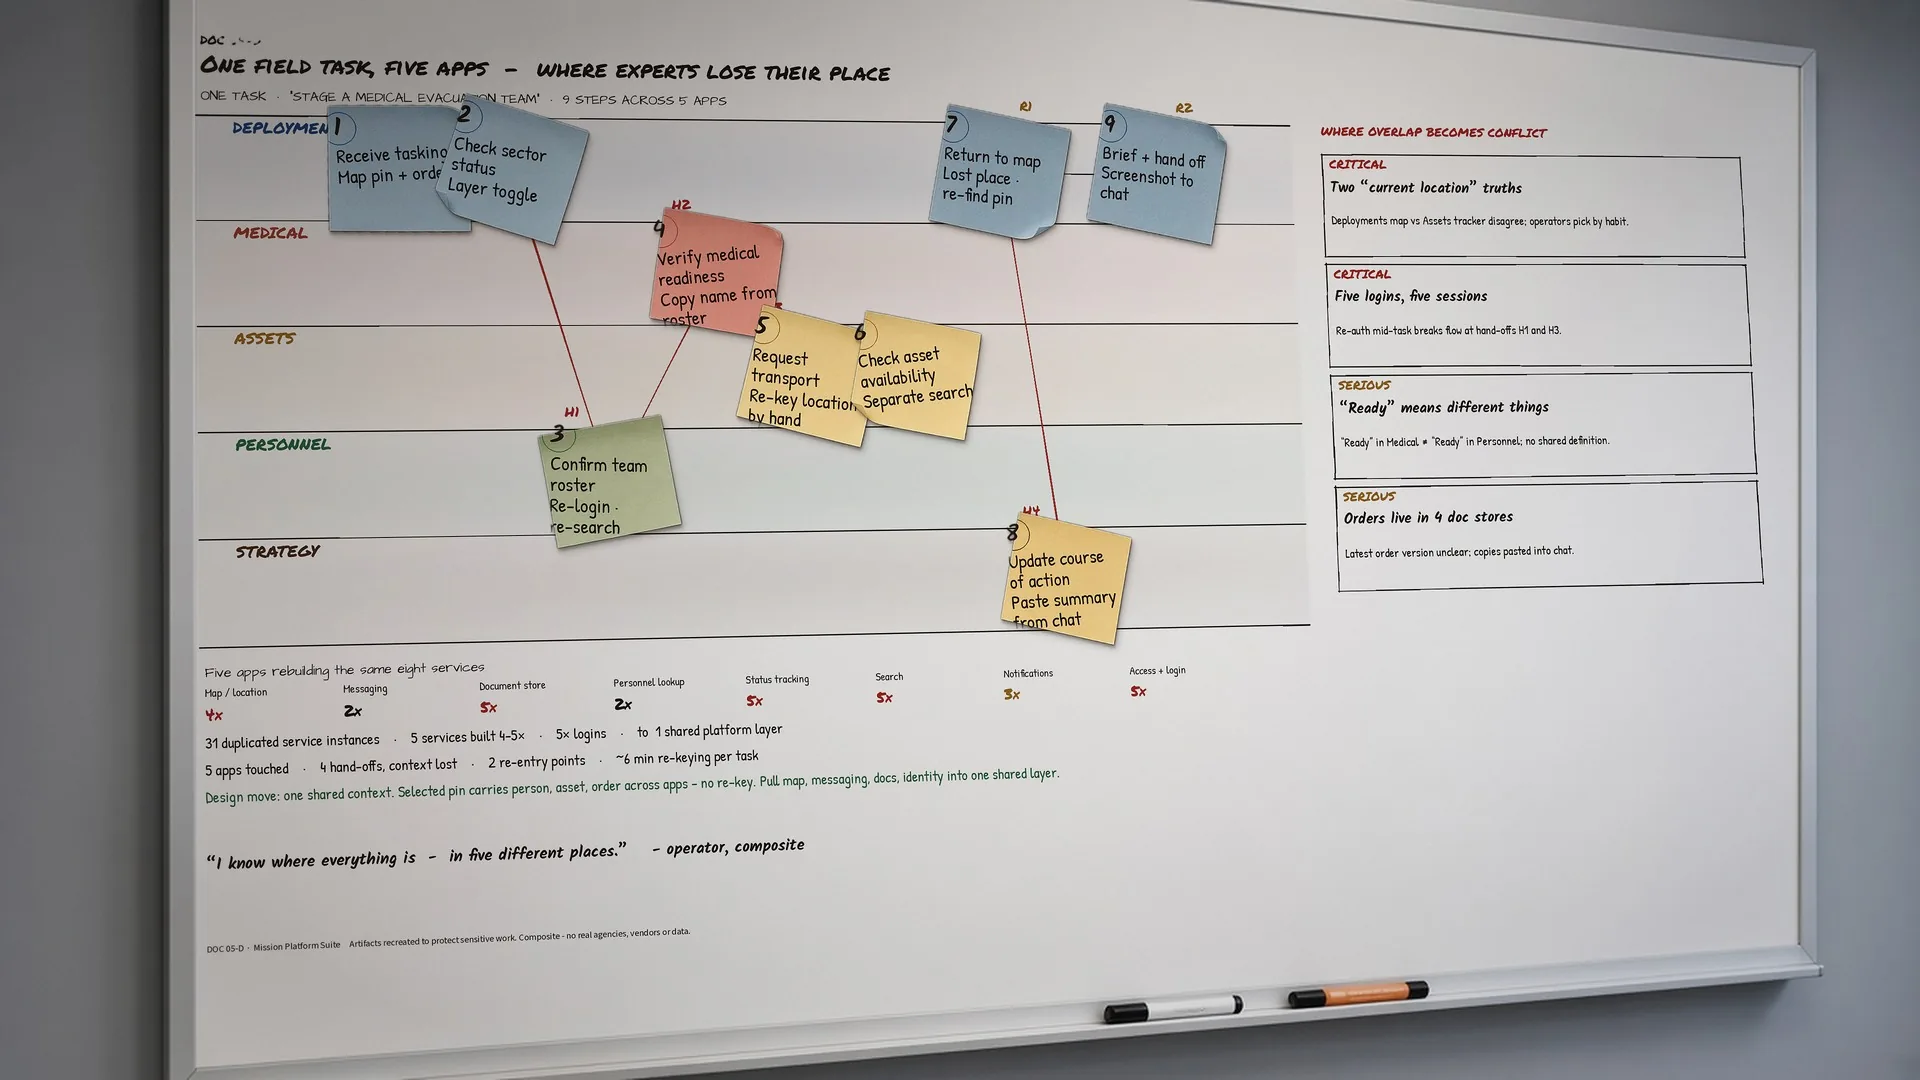 DOC
ONE FIELD TASK, FIVE APPS – WHERE EXPERTS LOSE THEIR PLACE
ONE TASK · 'STAGE A MEDICAL EVACUATION TEAM' · 9 STEPS ACROSS 5 APPS
DEPLOYMEN
1
Receive tasking
Map pin + orde
2
Check sector
status
Layer toggle
R1
7
Return to map
Lost place ·
re-find pin
R2
9
Brief + hand off
Screenshot to
chat
MEDICAL
H2
4
Verify medical
readiness
Copy name from
roster
ASSETS
5
Request
transport
Re-key location
by hand
6
Check asset
availability
Separate search
PERSONNEL
H1
3
Confirm team
roster
Re-login ·
re-search
STRATEGY
H4
8
Update course
of action
Paste summary
from chat
WHERE OVERLAP BECOMES CONFLICT
CRITICAL
Two “current location” truths
Deployments map vs Assets tracker disagree; operators pick by habit.
CRITICAL
Five logins, five sessions
Re-auth mid-task breaks flow at hand-offs H1 and H3.
SERIOUS
“Ready” means different things
"Ready" in Medical ≠ "Ready" in Personnel; no shared definition.
SERIOUS
Orders live in 4 doc stores
Latest order version unclear; copies pasted into chat.
Five apps rebuilding the same eight services
Map / location Messaging Document store Personnel lookup Status tracking Search Notifications Access + login
4x 2x 5x 2x 5x 5x 3x 5x
31 duplicated service instances · 5 services built 4-5x · 5x logins · to 1 shared platform layer
5 apps touched · 4 hand-offs, context lost · 2 re-entry points · ~6 min re-keying per task
Design move: one shared context. Selected pin carries person, asset, order across apps – no re-key. Pull map, messaging, docs, identity into one shared layer.
“I know where everything is – in five different places.” – operator, composite
DOC 05-D · Mission Platform Suite Artifacts recreated to protect sensitive work. Composite - no real agencies, vendors or data.